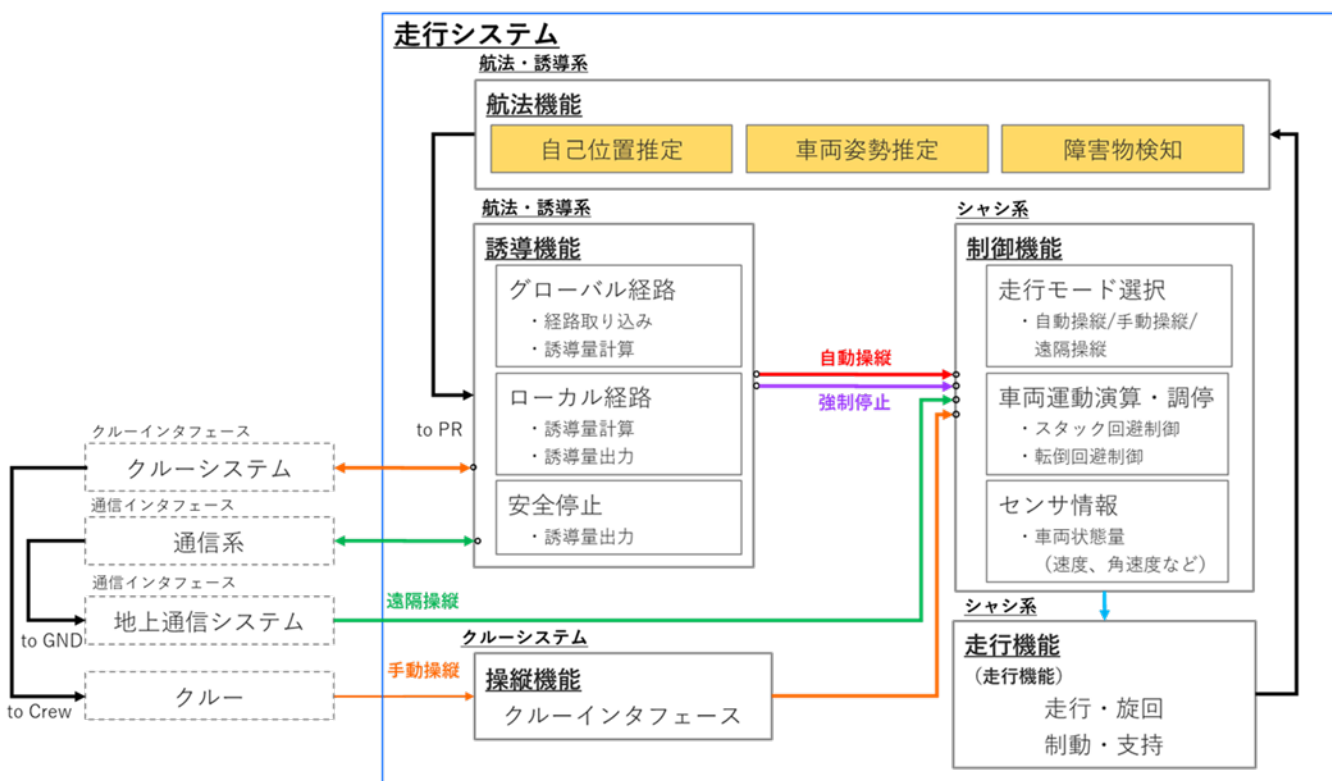 走行システム
航法・誘導系
航法機能
自己位置推定
車両姿勢推定
障害物検知
航法・誘導系
誘導機能
グローバル経路
・経路取り込み
・誘導量計算
ローカル経路
・誘導量計算
・誘導量出力
安全停止
・誘導量出力
シャシ系
制御機能
走行モード選択
・自動操縦/手動操縦/
遠隔操縦
車両運動演算・調停
・スタック回避制御
・転倒回避制御
センサ情報
・車両状態量
（速度、角速度など）
自動操縦
強制停止
to PR
クルーインタフェース
クルーシステム
通信インタフェース
通信系
通信インタフェース
地上通信システム
to GND
クルー
to Crew
遠隔操縦
手動操縦
クルーシステム
操縦機能
クルーインタフェース
シャシ系
走行機能
（走行機能）
走行・旋回
制動・支持